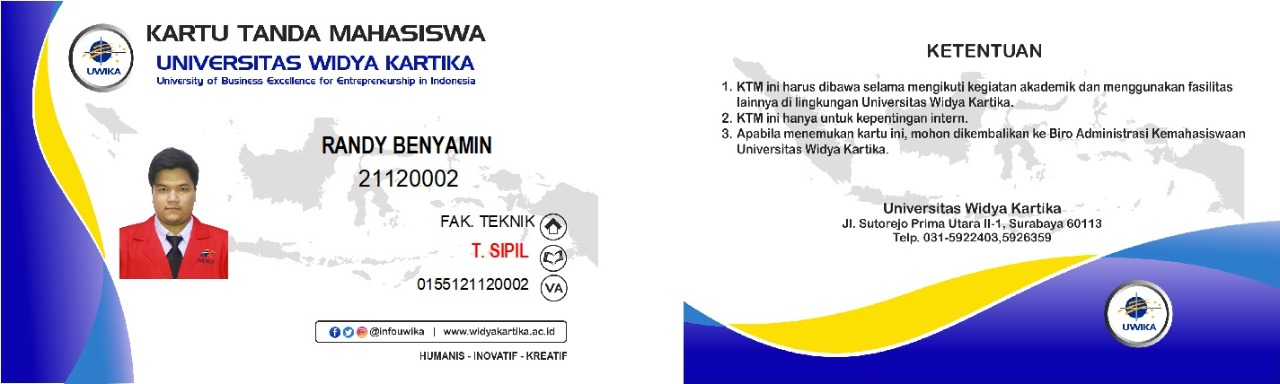 KARTU TANDA MAHASISWA
UNIVERSITAS WIDYA KARTIKA
University of Business Excellence for Entrepreneurship in Indonesia
UWIKA
RANDY BENYAMIN
21120002
FAK. TEKNIK
T. SIPIL
0155121120002 VA
UWIKA
@infouwika | www.widyakartika.ac.id
HUMANIS - INOVATIF - KREATIF
KETENTUAN
1. KTM ini harus dibawa selama mengikuti kegiatan akademik dan menggunakan fasilitas
lainnya di lingkungan Universitas Widya Kartika.
2. KTM ini hanya untuk kepentingan intern.
3. Apabila menemukan kartu ini, mohon dikembalikan ke Biro Administrasi Kemahasiswaan
Universitas Widya Kartika.
Universitas Widya Kartika
Jl. Sutorejo Prima Utara II-1, Surabaya 60113
Telp. 031-5922403,5926359
UWIKA